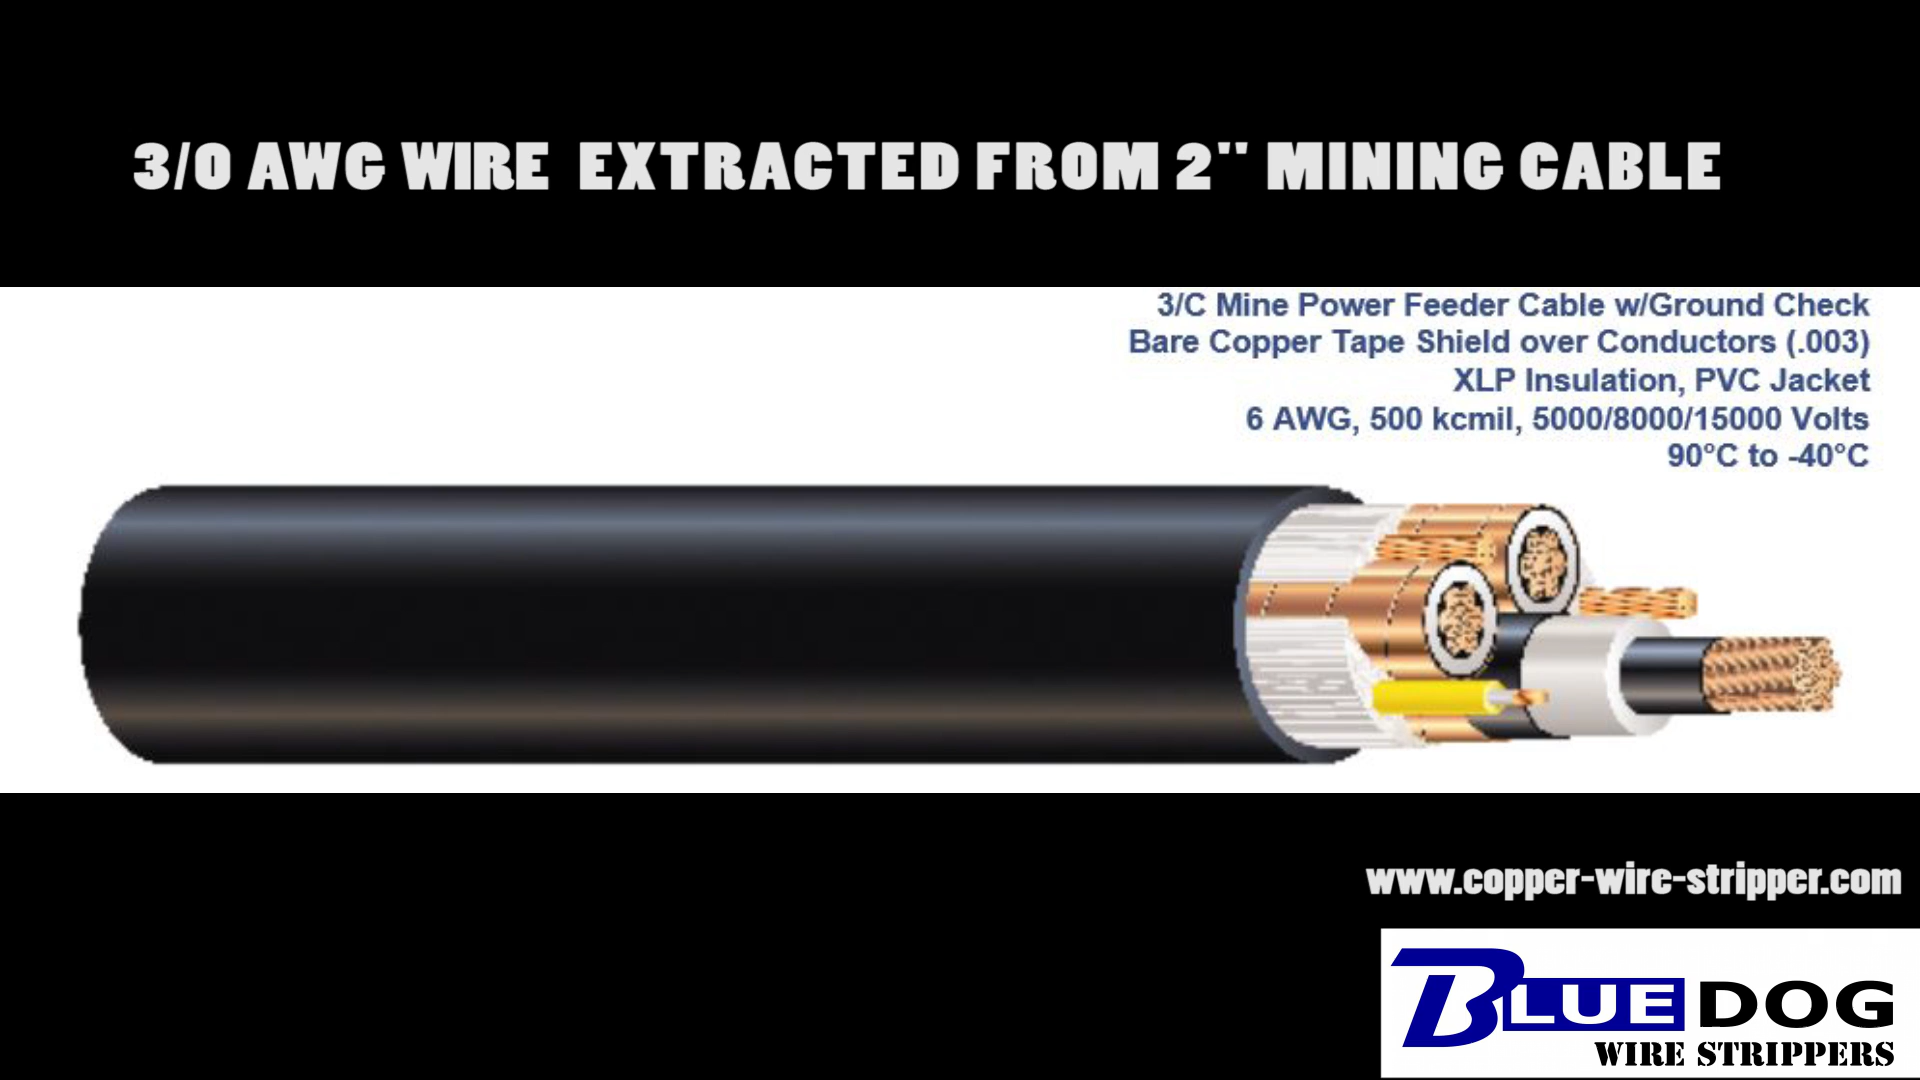 3/0 AWG WIRE EXTRACTED FROM 2" MINING CABLE
3/C Mine Power Feeder Cable w/Ground Check
Bare Copper Tape Shield over Conductors (.003)
XLP Insulation, PVC Jacket
6 AWG, 500 kcmil, 5000/8000/15000 Volts
90°C to -40°C
www.copper-wire-stripper.com
BLUEDOG
WIRE STRIPPERS